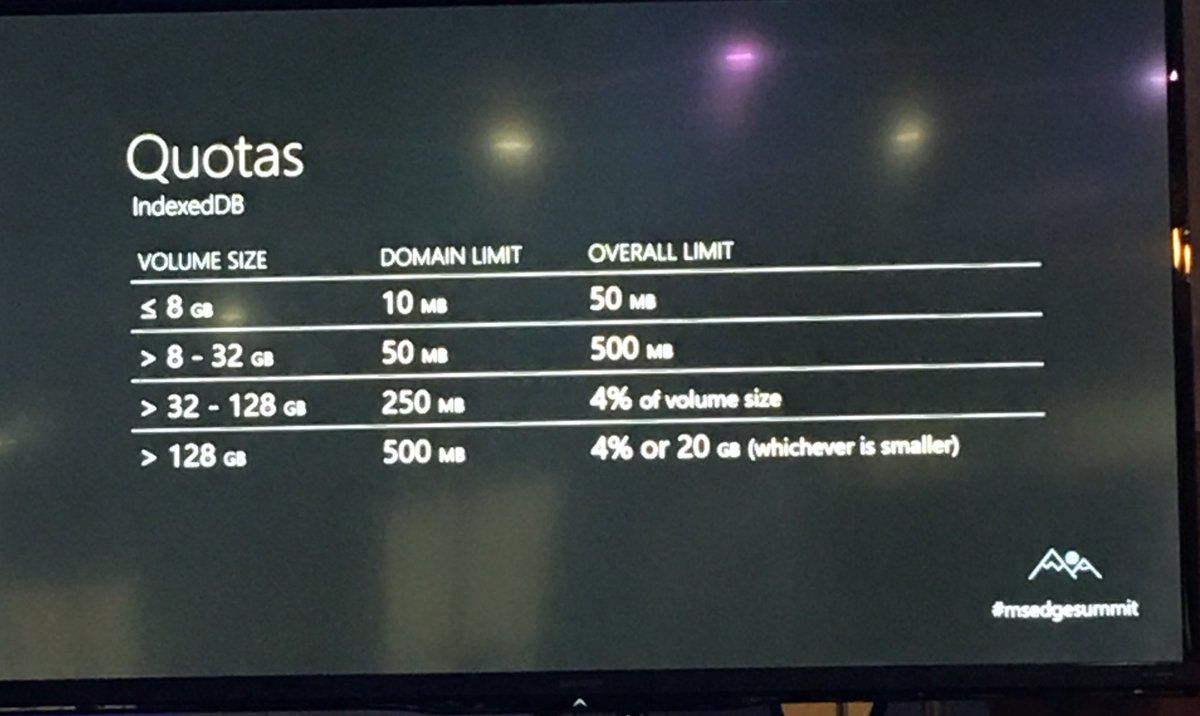 Quotas
IndexedDB
VOLUME SIZE DOMAIN LIMIT OVERALL LIMIT
≤ 8 GB 10 MB 50 MB
> 8 - 32 GB 50 MB 500 MB
> 32 - 128 GB 250 MB 4% of volume size
> 128 GB 500 MB 4% or 20 GB (whichever is smaller)
#msedgesummit